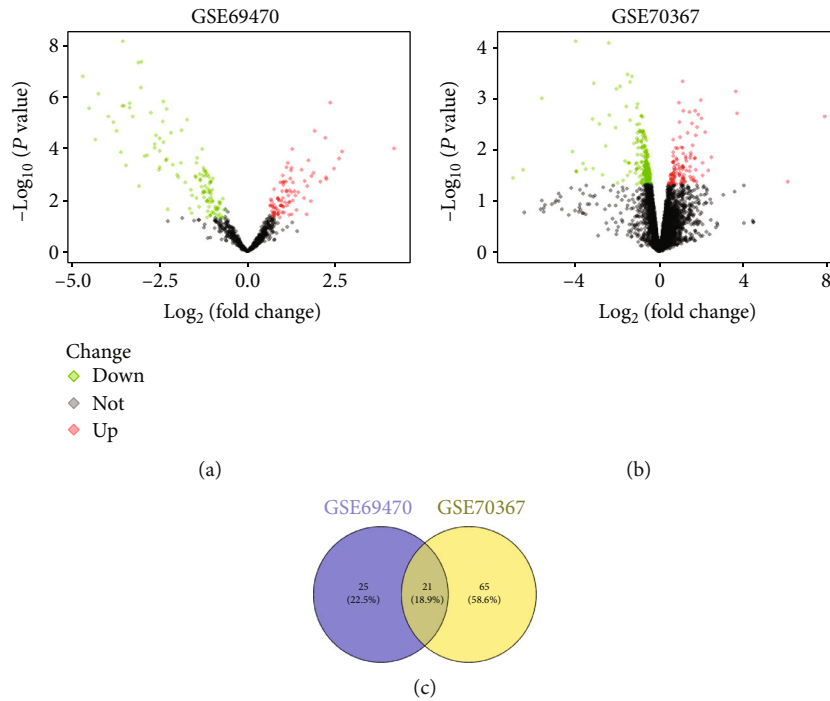 GSE69470
GSE70367
−Log10 (P value)
8
6
4
2
0
−5.0
−2.5
0.0
2.5
Log2 (fold change)
−Log10 (P value)
4
3
2
1
0
−4
0
4
8
Log2 (fold change)
Change
Down
Not
Up
(a)
(b)
GSE69470
GSE70367
25
(22.5%)
21
(18.9%)
65
(58.6%)
(c)